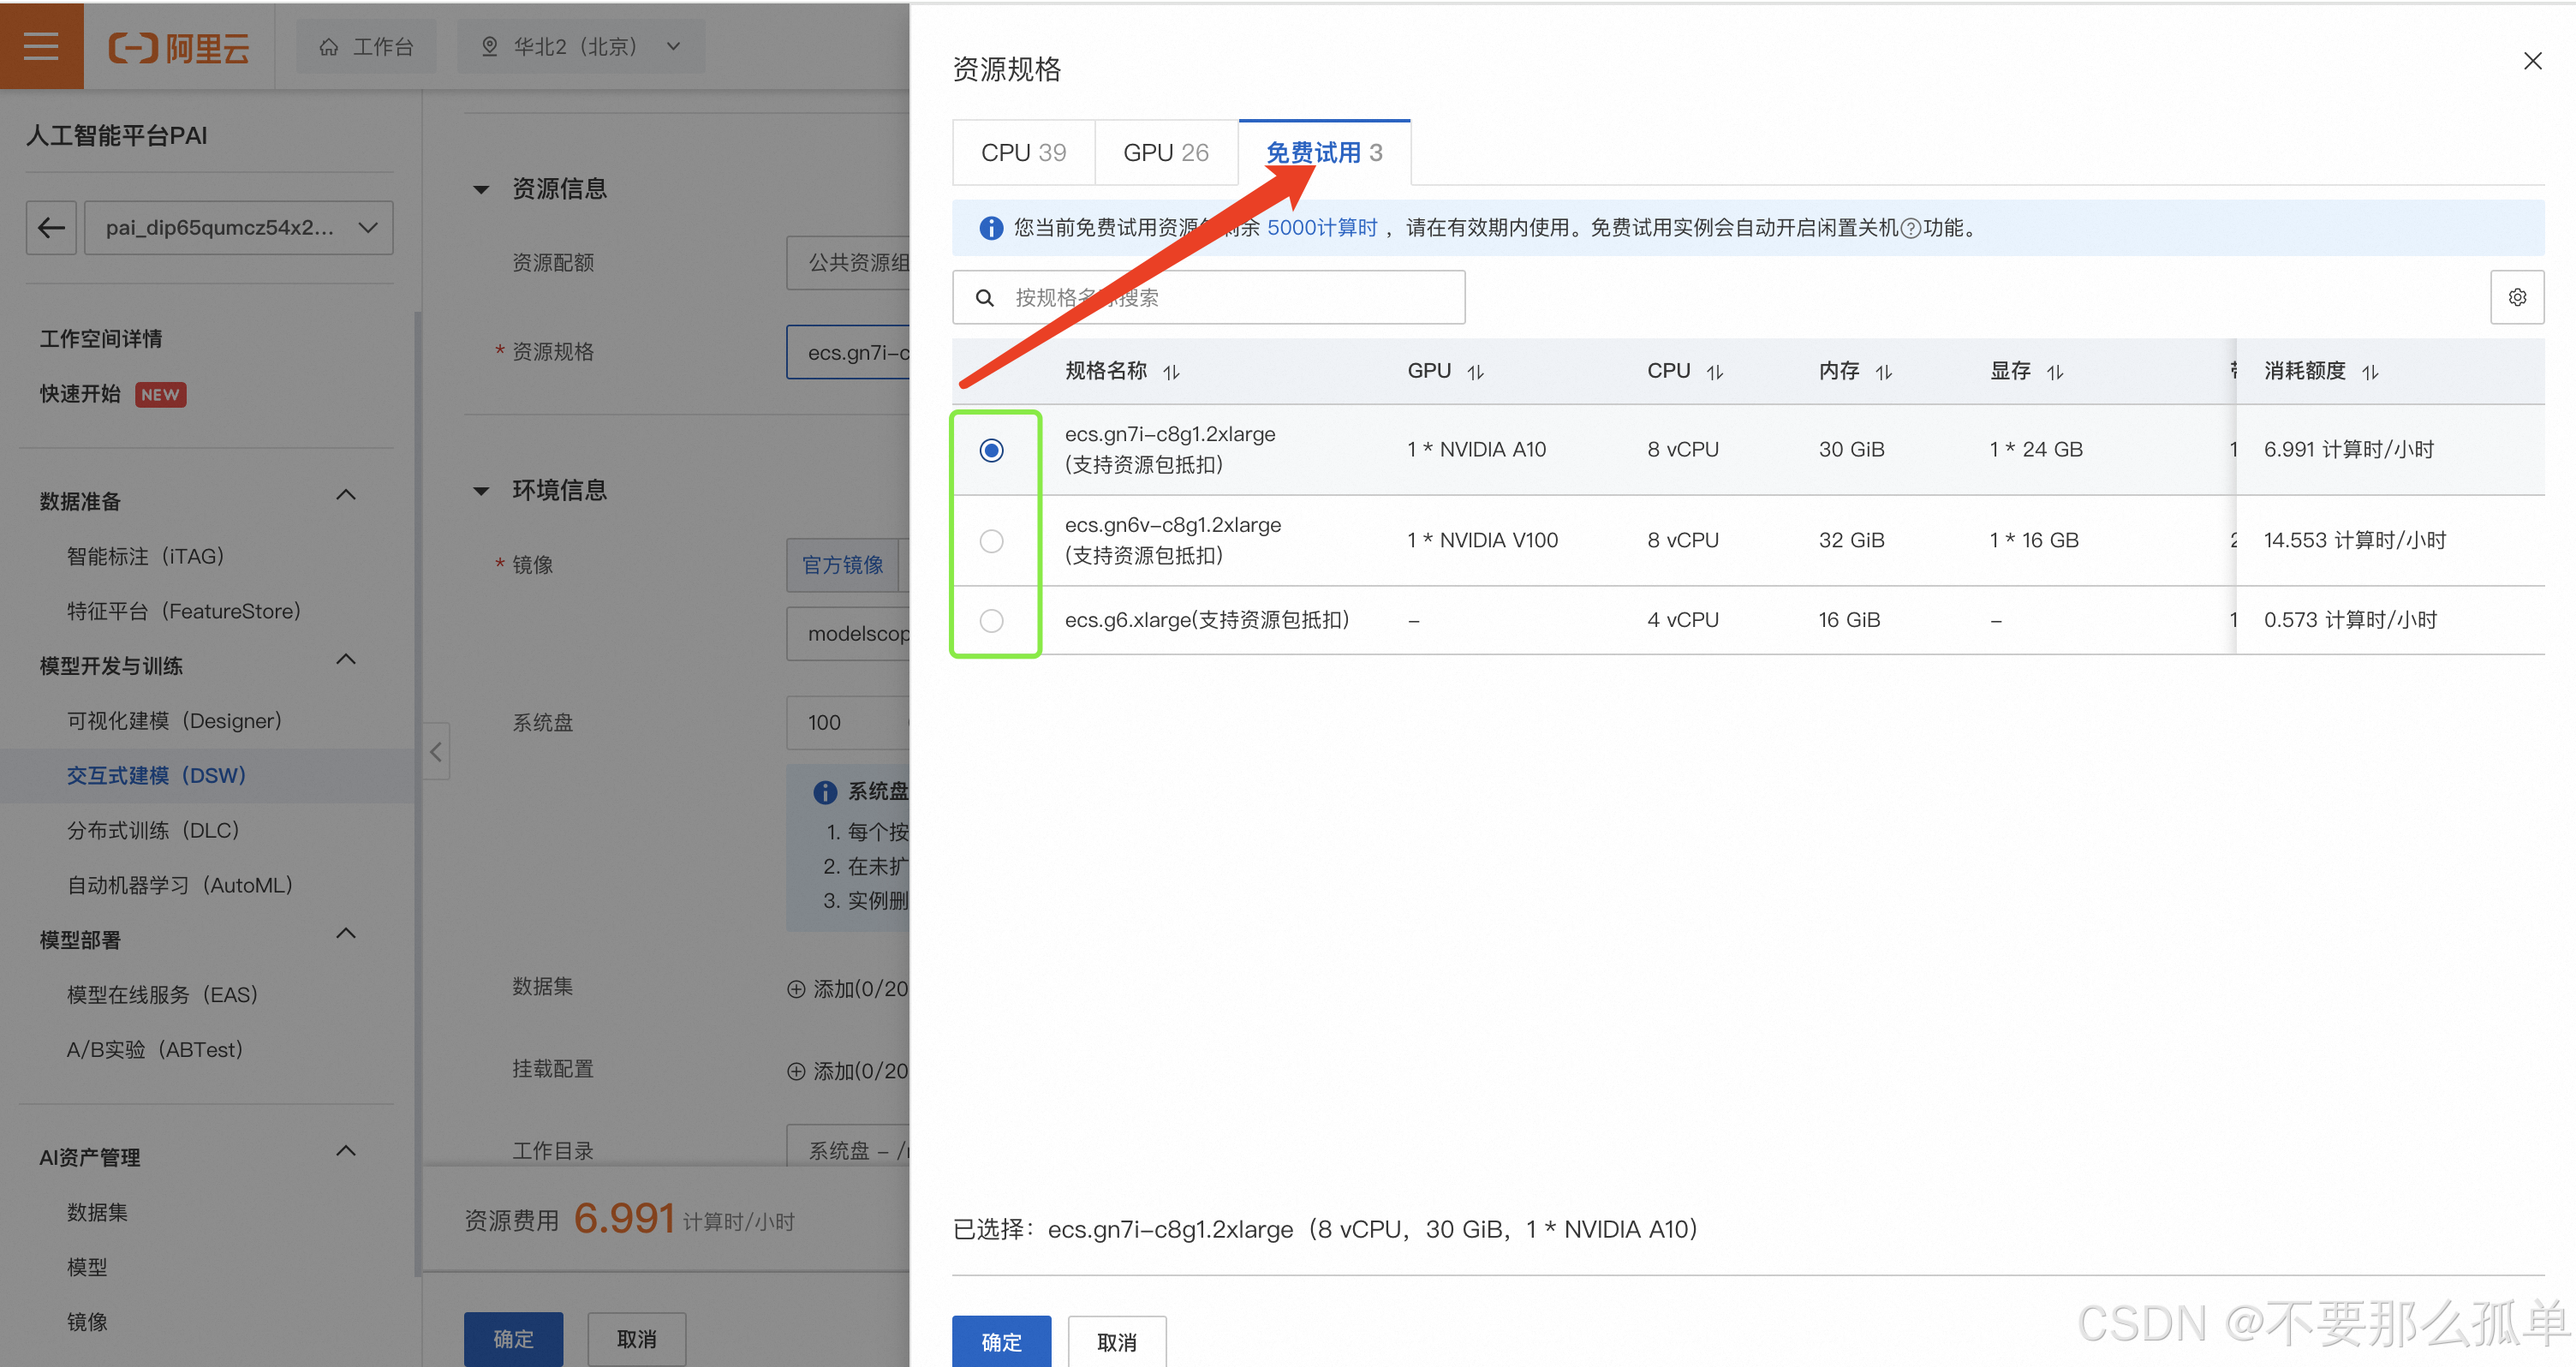 阿里云
工作台
华北2（北京）
人工智能平台PAI
pai_dip65qumcz54x2...
工作空间详情
快速开始 NEW
数据准备
智能标注（iTAG）
特征平台（FeatureStore）
模型开发与训练
可视化建模（Designer）
交互式建模（DSW）
分布式训练（DLC）
自动机器学习（AutoML）
模型部署
模型在线服务（EAS）
A/B实验（ABTest）
AI资产管理
数据集
模型
镜像
资源信息
资源配额
公共资源组
* 资源规格
ecs.gn7i-c
环境信息
* 镜像
官方镜像
modelscop
系统盘
100
系统盘
1. 每个按
2. 在未扩
3. 实例删
数据集
添加(0/20
挂载配置
添加(0/20
工作目录
系统盘 - /
资源费用 6.991 计算时/小时
确定
取消
资源规格
CPU 39
GPU 26
免费试用 3
您当前免费试用资源 剩余 5000计算时 ，请在有效期内使用。免费试用实例会自动开启闲置关机?功能。
按规格名称搜索
规格名称 GPU CPU 内存 显存 消耗额度
ecs.gn7i-c8g1.2xlarge
(支持资源包抵扣)
1 * NVIDIA A10 8 vCPU 30 GiB 1 * 24 GB 1 6.991 计算时/小时
ecs.gn6v-c8g1.2xlarge
(支持资源包抵扣)
1 * NVIDIA V100 8 vCPU 32 GiB 1 * 16 GB 2 14.553 计算时/小时
ecs.g6.xlarge(支持资源包抵扣) - 4 vCPU 16 GiB - 1 0.573 计算时/小时
已选择：ecs.gn7i-c8g1.2xlarge（8 vCPU，30 GiB，1 * NVIDIA A10）
确定
取消
CSDN @不要那么孤单